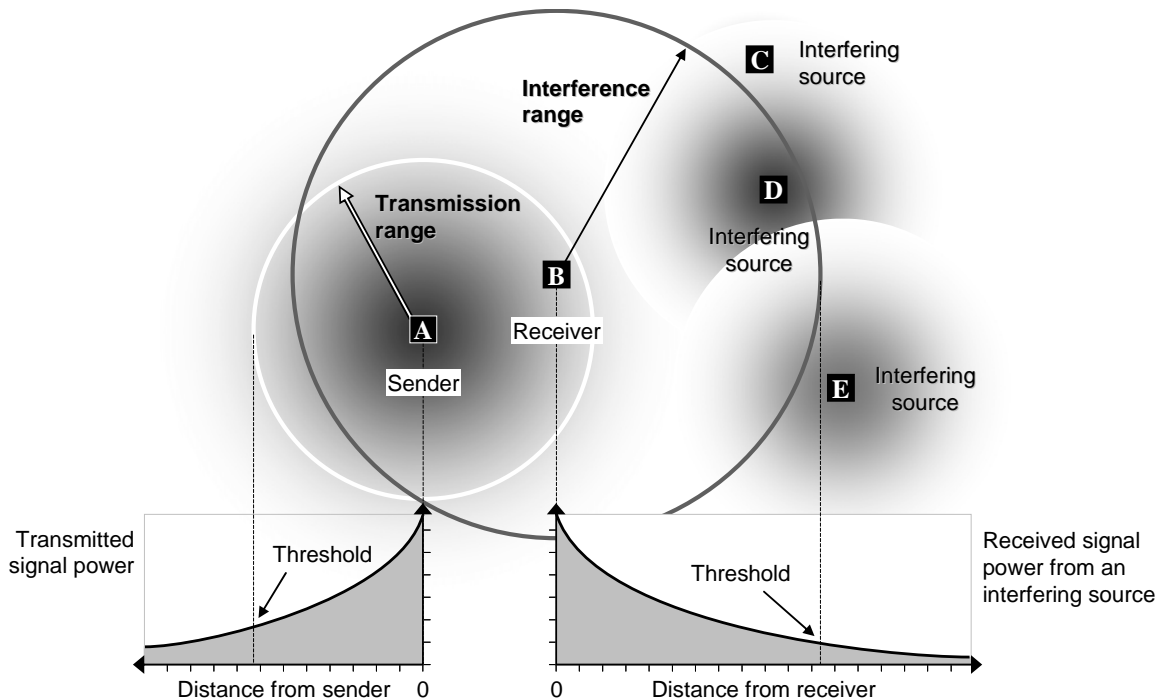 C
Interfering
source
Interference
range
D
Interfering
source
Transmission
range
B
Receiver
A
Sender
E
Interfering
source
Transmitted
signal power
Threshold
Threshold
Received signal
power from an
interfering source
Distance from sender
0
0
Distance from receiver